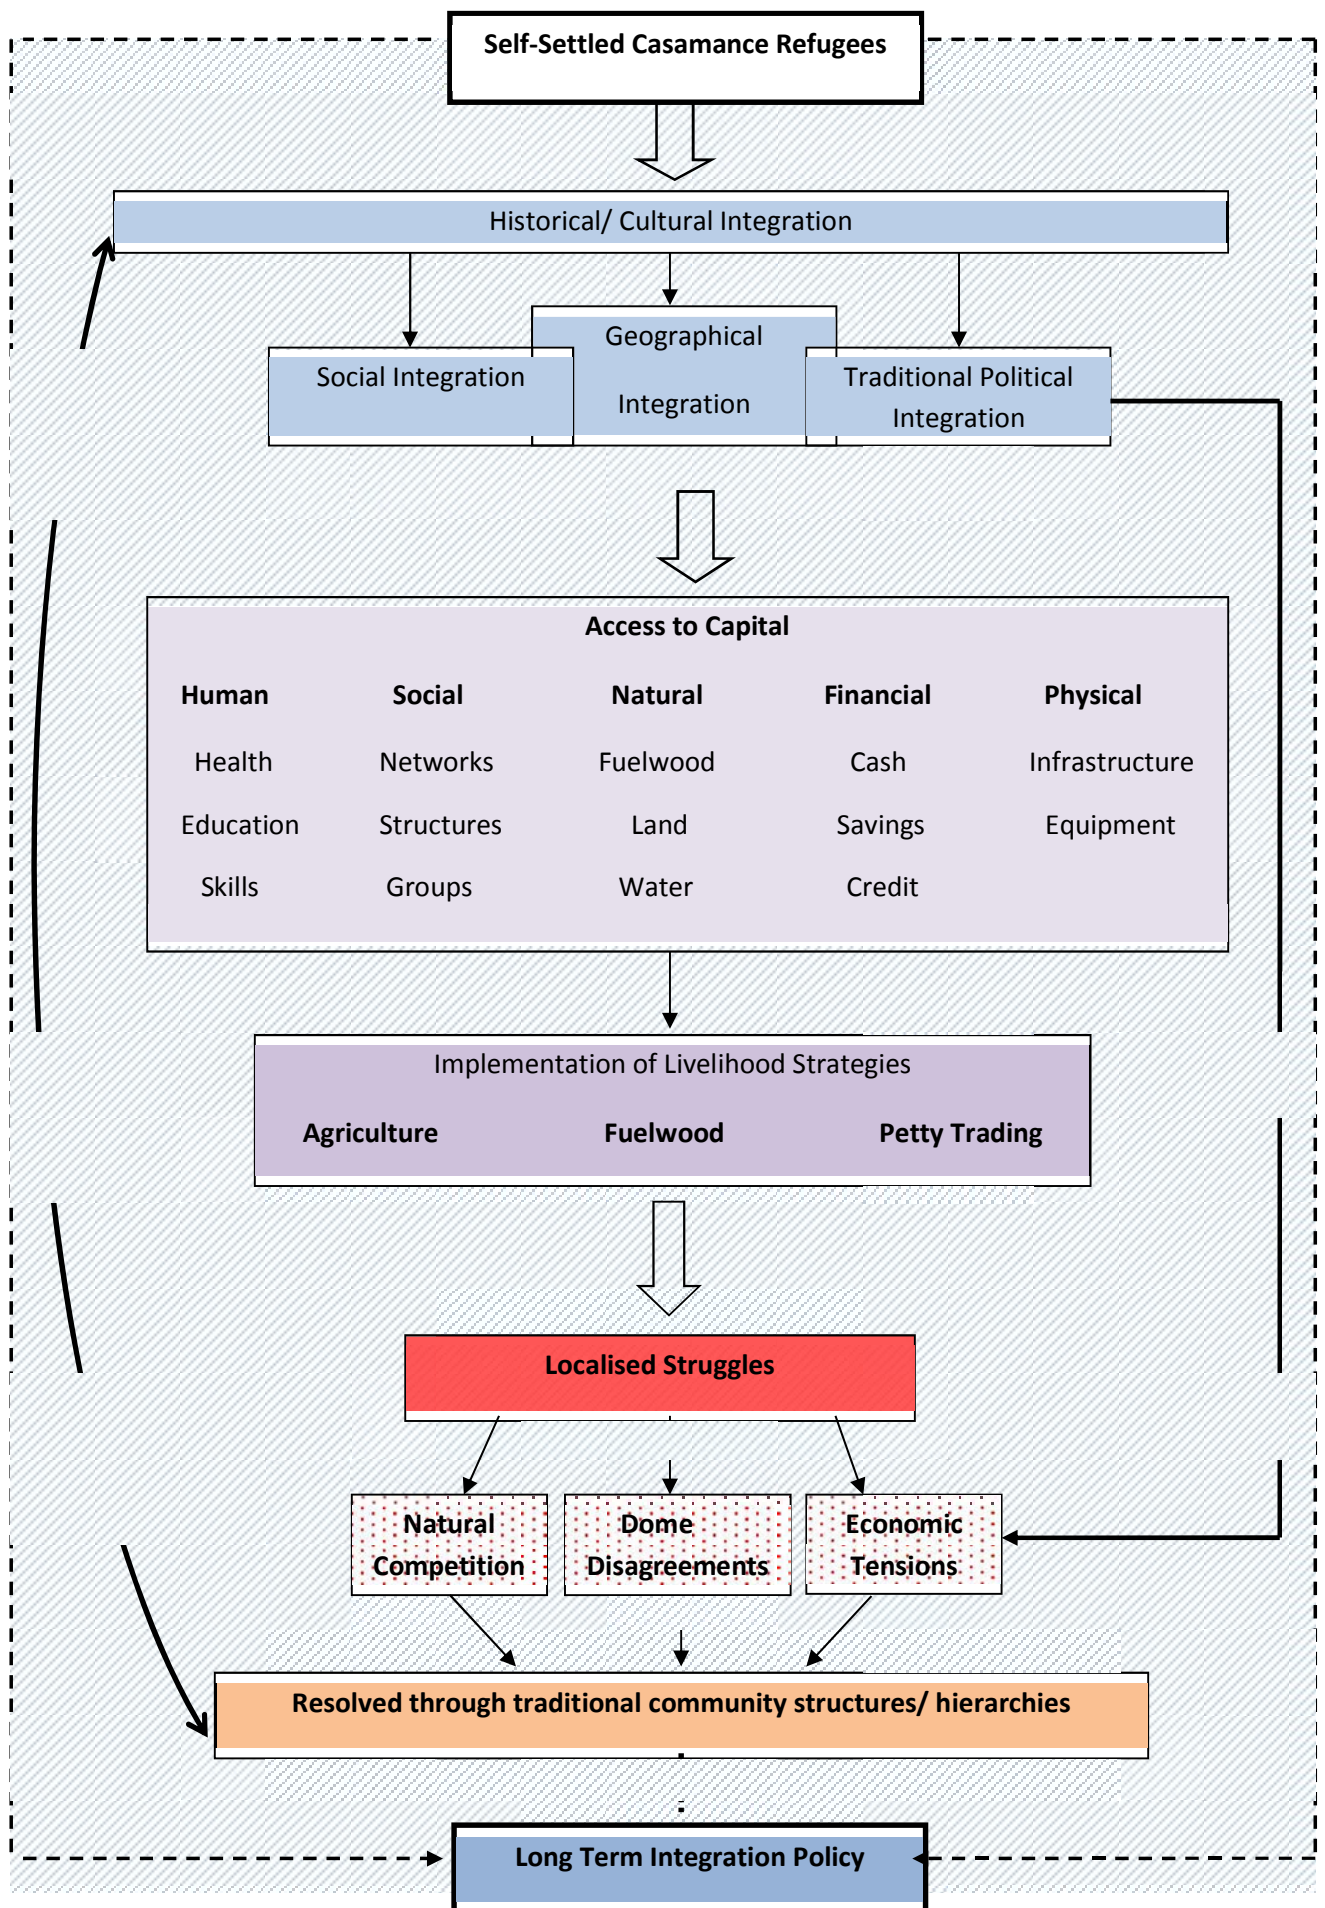 Self-Settled Casamance Refugees
Historical/ Cultural Integration
Social Integration
Geographical
Integration
Traditional Political
Integration
Access to Capital
Human Social Natural Financial Physical
Health Networks Fuelwood Cash Infrastructure
Education Structures Land Savings Equipment
Skills Groups Water Credit
Implementation of Livelihood Strategies
Agriculture Fuelwood Petty Trading
Localised Struggles
Natural
Competition
Dome
Disagreements
Economic
Tensions
Resolved through traditional community structures/ hierarchies
Long Term Integration Policy